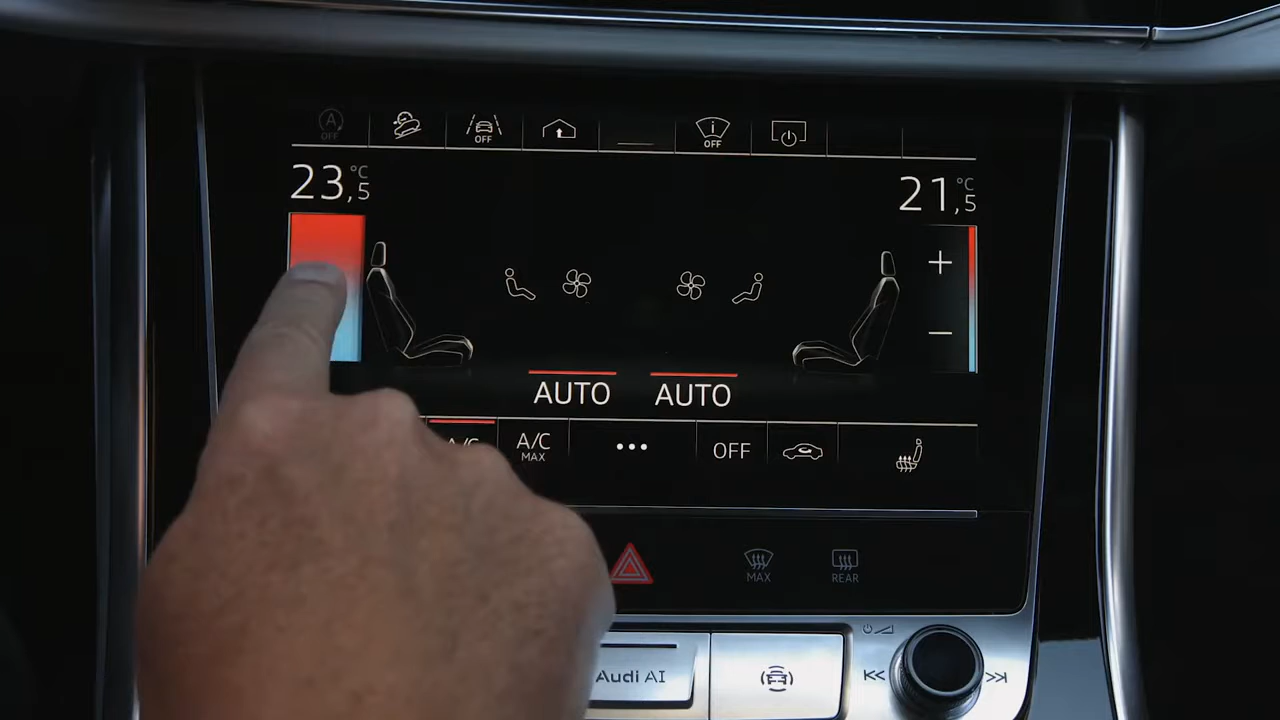 A
OFF
OFF
i
OFF
23,5 °C
21,5 °C
+
−
AUTO AUTO
A/C
A/C
MAX
•••
OFF
MAX
REAR
Audi AI